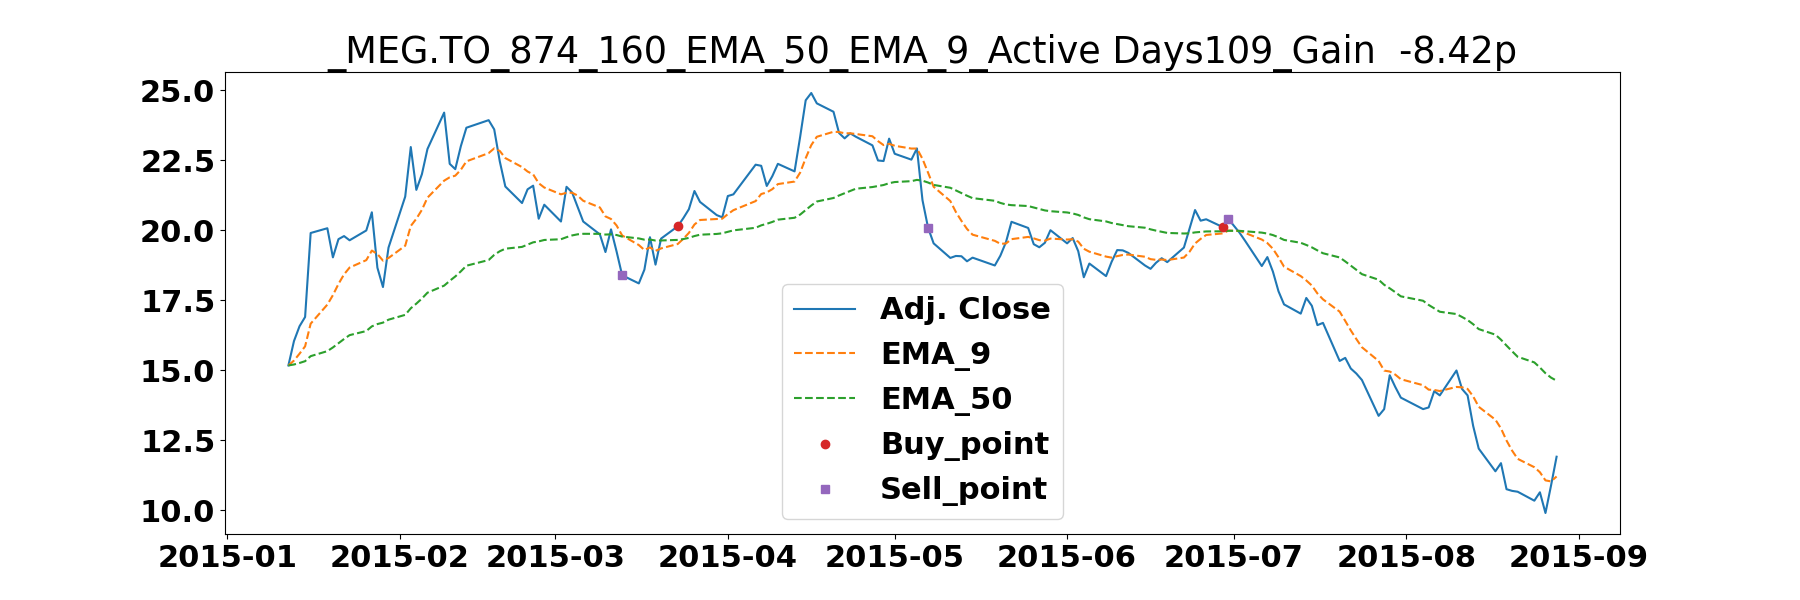 _MEG.TO_874_160_EMA_50_EMA_9_Active Days109_Gain  -8.42p
25.0
22.5
20.0
17.5
15.0
12.5
10.0
Adj. Close
EMA_9
EMA_50
Buy_point
Sell_point
2015-01 2015-02 2015-03 2015-04 2015-05 2015-06 2015-07 2015-08 2015-09